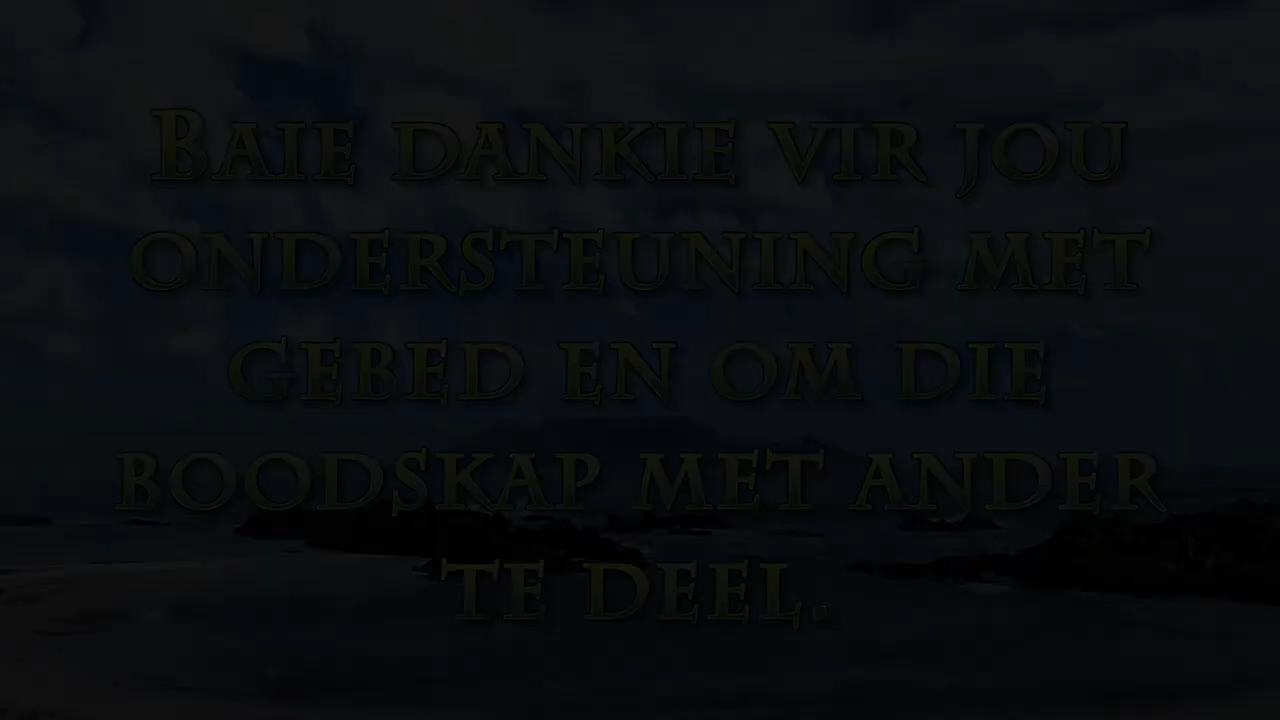 Baie dankie vir jou
ondersteuning met
gebed en om die
boodskap met ander
te deel.